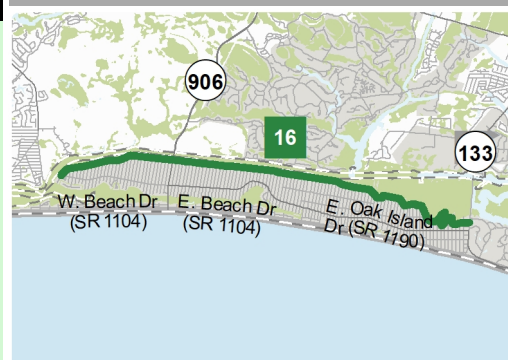 906
16
133
W. Beach Dr
(SR 1104)
E. Beach Dr
(SR 1104)
E. Oak Island
Dr (SR 1190)